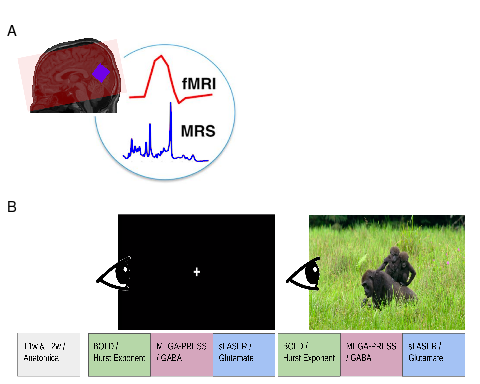 A
fMRI
MRS
B
T1w & T2w /
Anatomical
BOLD /
Hurst Exponent
MEGA-PRESS
/ GABA
sLASER /
Glutamate
BOLD /
Hurst Exponent
MEGA-PRESS
/ GABA
sLASER /
Glutamate